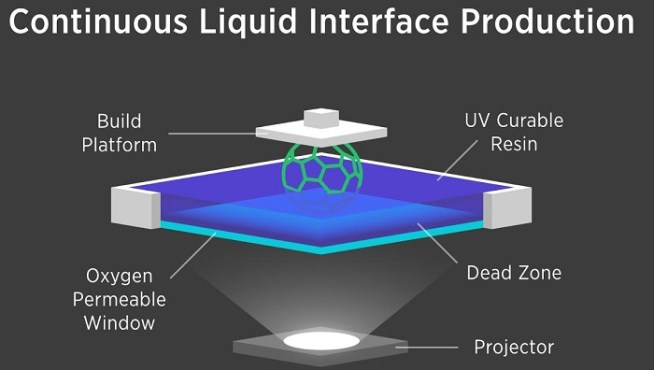 Continuous Liquid Interface Production
Build
Platform
UV Curable
Resin
Oxygen
Permeable
Window
Dead Zone
Projector